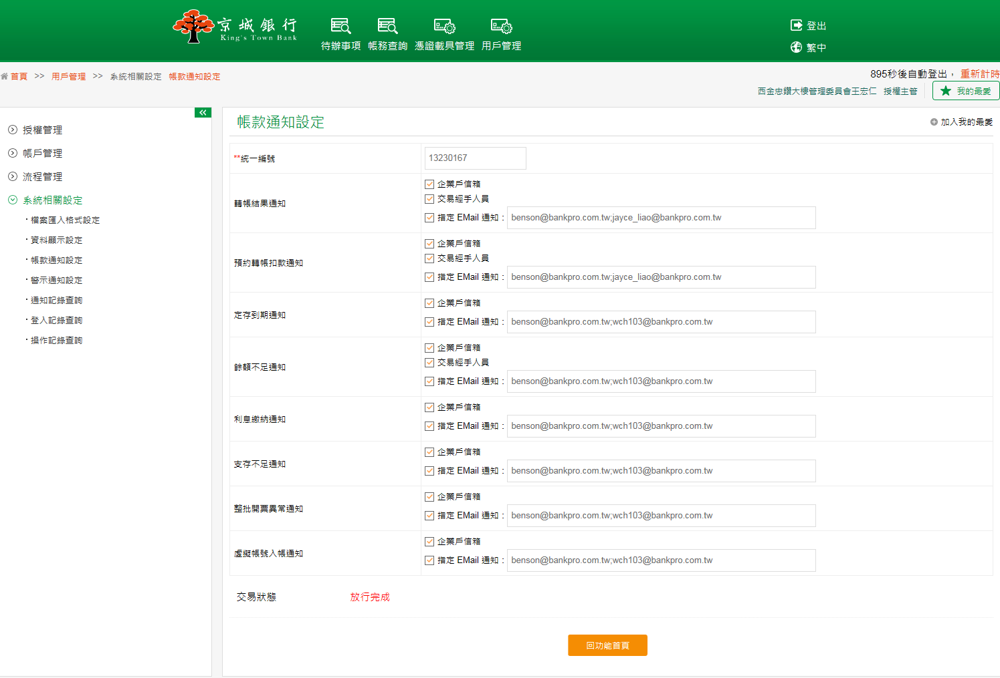 京城銀行
King's Town Bank
待辦事項 帳務查詢 憑證載具管理 用戶管理
登出
繁中
首頁 >> 用戶管理 >> 系統相關設定 帳款通知設定
895秒後自動登出， 重新計時
西金忠鑽大樓管理委員會王宏仁 授權主管 我的最愛
授權管理
帳戶管理
流程管理
系統相關設定
檔案匯入格式設定
資料顯示設定
帳款通知設定
警示通知設定
通知記錄查詢
登入記錄查詢
操作記錄查詢
帳款通知設定 加入我的最愛
**統一編號 13230167
轉帳結果通知
企業戶信箱
交易經手人員
指定 EMail 通知： benson@bankpro.com.tw;jayce_liao@bankpro.com.tw
預約轉帳扣款通知
企業戶信箱
交易經手人員
指定 EMail 通知： benson@bankpro.com.tw;jayce_liao@bankpro.com.tw
定存到期通知
企業戶信箱
指定 EMail 通知： benson@bankpro.com.tw;wch103@bankpro.com.tw
餘額不足通知
企業戶信箱
交易經手人員
指定 EMail 通知： benson@bankpro.com.tw;wch103@bankpro.com.tw
利息繳納通知
企業戶信箱
指定 EMail 通知： benson@bankpro.com.tw;wch103@bankpro.com.tw
支存不足通知
企業戶信箱
指定 EMail 通知： benson@bankpro.com.tw;wch103@bankpro.com.tw
整批開票異常通知
企業戶信箱
指定 EMail 通知： benson@bankpro.com.tw;wch103@bankpro.com.tw
虛擬帳號入帳通知
企業戶信箱
指定 EMail 通知： benson@bankpro.com.tw;wch103@bankpro.com.tw
交易狀態 放行完成
回功能首頁